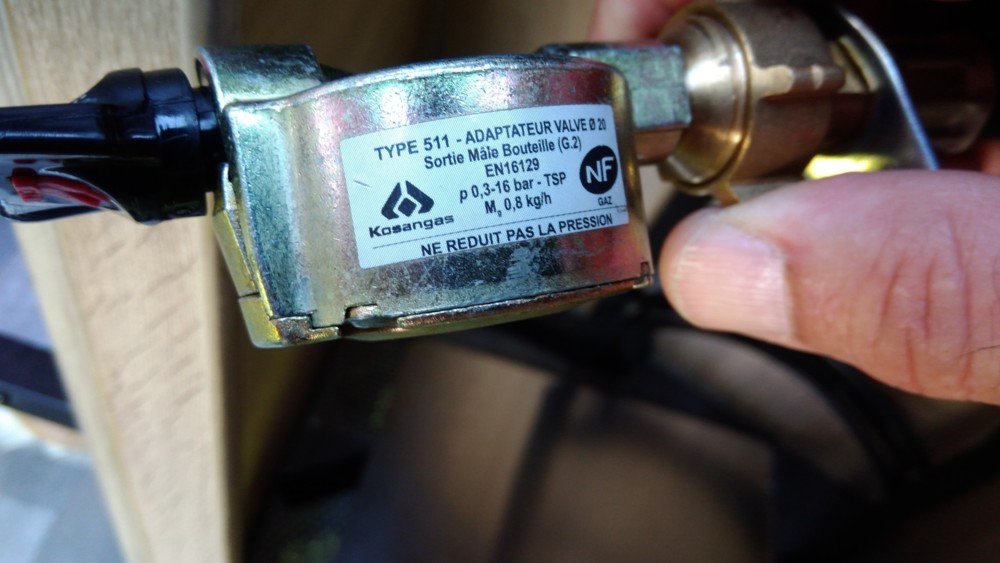 TYPE 511 - ADAPTATEUR VALVE Ø 20
Sortie Mâle Bouteille (G.2)
EN16129
p 0,3-16 bar - TSP
Mg 0,8 kg/h
Kosangas
NF
GAZ
NE REDUIT PAS LA PRESSION